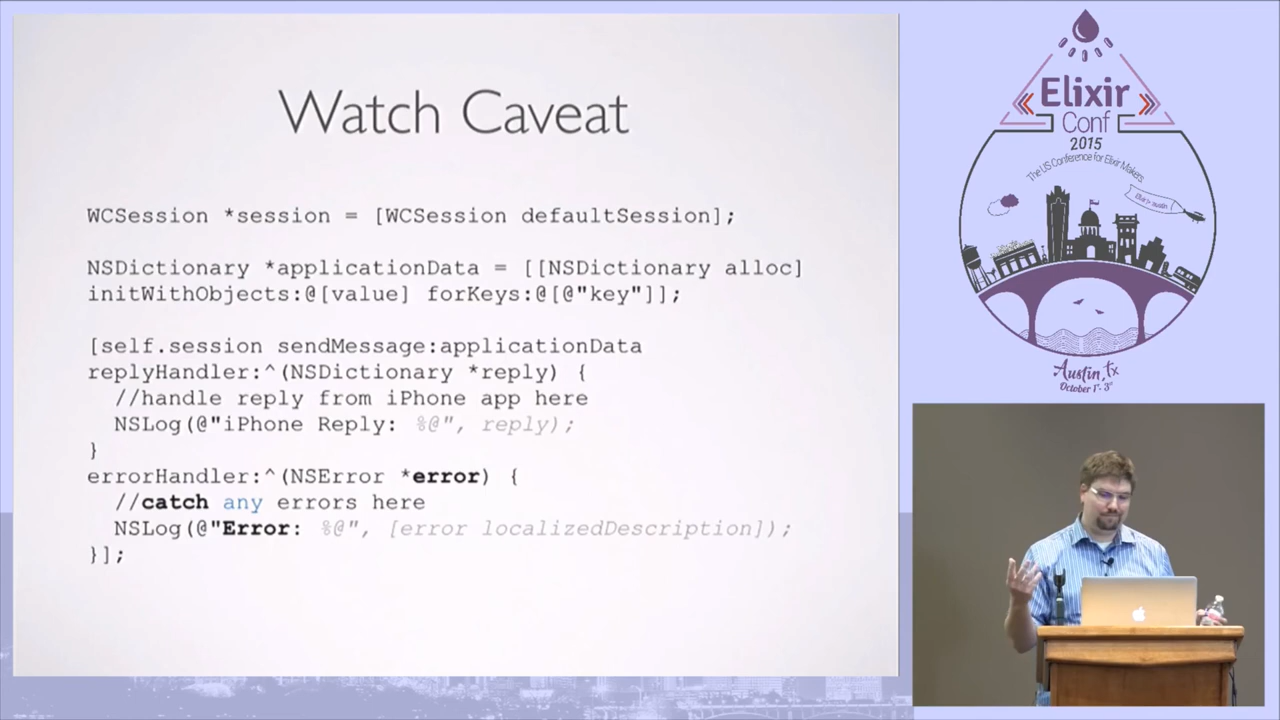 Watch Caveat
WCSession *session = [WCSession defaultSession];
NSDictionary *applicationData = [[NSDictionary alloc]
initWithObjects:@[value] forKeys:@[@"key"]];
[self.session sendMessage:applicationData
replyHandler:^(NSDictionary *reply) {
//handle reply from iPhone app here
NSLog(@"iPhone Reply: %@", reply);
}
errorHandler:^(NSError *error) {
//catch any errors here
NSLog(@"Error: %@", [error localizedDescription]);
}];
Elixir
Conf
2015
The US Conference for Elixir Makers
Austin, Tx
October 1st- 3rd